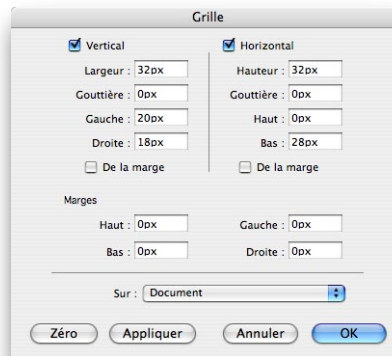 Grille
Vertical
Largeur : 32px
Gouttière : 0px
Gauche : 20px
Droite : 18px
De la marge
Horizontal
Hauteur : 32px
Gouttière : 0px
Haut : 0px
Bas : 28px
De la marge
Marges
Haut : 0px
Gauche : 0px
Bas : 0px
Droite : 0px
Sur : Document
Zéro
Appliquer
Annuler
OK